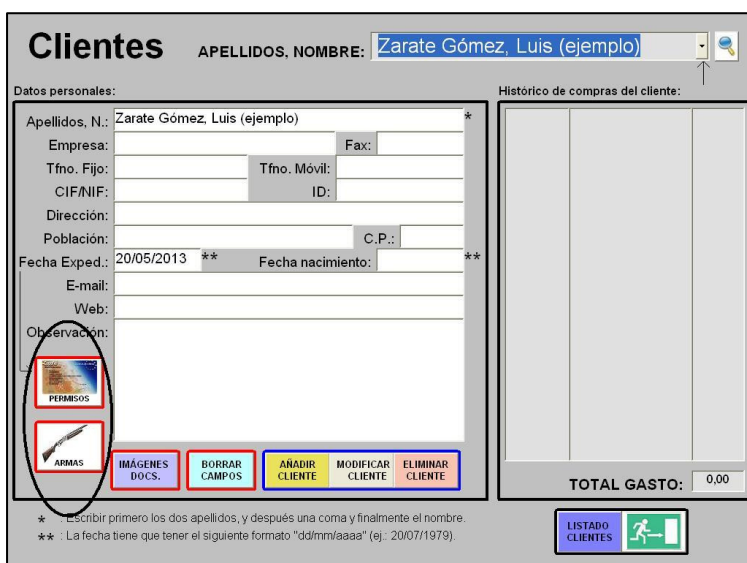 Clientes
APELLIDOS, NOMBRE: Zarate Gómez, Luis (ejemplo)
Datos personales:
Histórico de compras del cliente:
Apellidos, N.: Zarate Gómez, Luis (ejemplo) *
Empresa: Fax:
Tfno. Fijo: Tfno. Móvil:
CIF/NIF: ID:
Dirección:
Población: C.P.:
Fecha Exped.: 20/05/2013 ** Fecha nacimiento: **
E-mail:
Web:
Observación:
PERMISOS
ARMAS
IMÁGENES
DOCS.
BORRAR
CAMPOS
AÑADIR
CLIENTE
MODIFICAR
CLIENTE
ELIMINAR
CLIENTE
TOTAL GASTO: 0,00
* : Escribir primero los dos apellidos, y después una coma y finalmente el nombre.
** : La fecha tiene que tener el siguiente formato "dd/mm/aaaa" (ej.: 20/07/1979).
LISTADO
CLIENTES